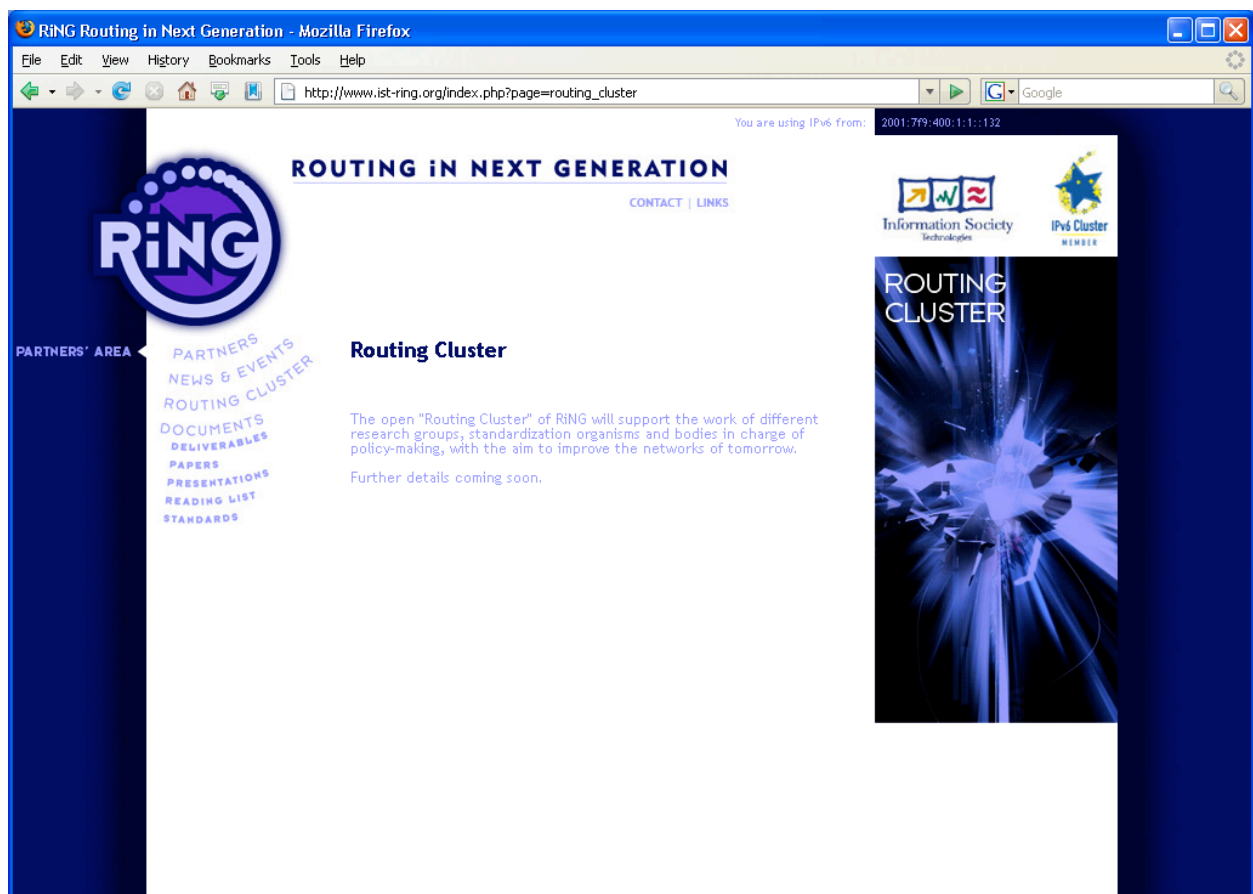 RiNG Routing in Next Generation - Mozilla Firefox
File Edit View History Bookmarks Tools Help
http://www.ist-ring.org/index.php?page=routing_cluster
G Google
You are using IPv6 from: 2001:7f9:400:1:1::132
ROUTING iN NEXT GENERATION
CONTACT | LINKS
RiNG
Information Society
Technologies
IPv6 Cluster
MEMBER
ROUTING
CLUSTER
PARTNERS' AREA
PARTNERS
NEWS & EVENTS
ROUTING CLUSTER
DOCUMENTS
DELIVERABLES
PAPERS
PRESENTATIONS
READING LIST
STANDARDS
Routing Cluster
The open "Routing Cluster" of RiNG will support the work of different
research groups, standardization organisms and bodies in charge of
policy-making, with the aim to improve the networks of tomorrow.
Further details coming soon.